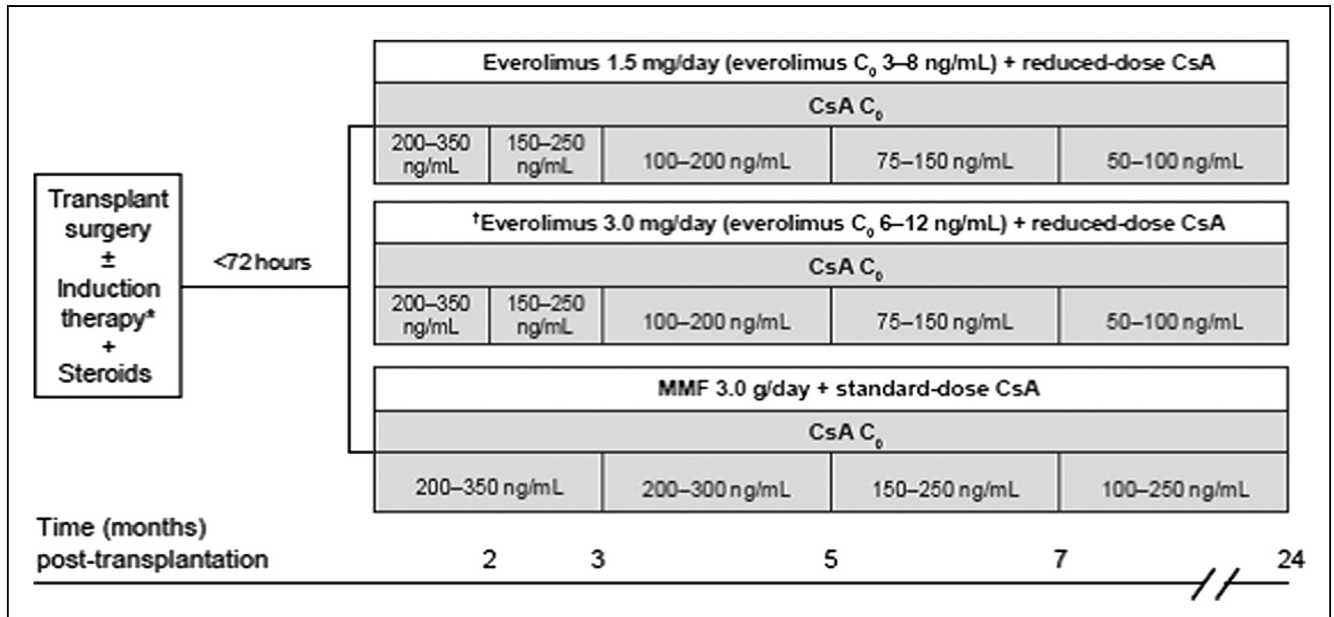 Everolimus 1.5 mg/day (everolimus C₀ 3–8 ng/mL) + reduced-dose CsA
CsA C₀
200–350 ng/mL
150–250 ng/mL
100–200 ng/mL
75–150 ng/mL
50–100 ng/mL
Transplant
surgery
±
Induction
therapy*
+
Steroids
<72 hours
†Everolimus 3.0 mg/day (everolimus C₀ 6–12 ng/mL) + reduced-dose CsA
CsA C₀
200–350 ng/mL
150–250 ng/mL
100–200 ng/mL
75–150 ng/mL
50–100 ng/mL
MMF 3.0 g/day + standard-dose CsA
CsA C₀
200–350 ng/mL
200–300 ng/mL
150–250 ng/mL
100–250 ng/mL
Time (months)
post-transplantation
2
3
5
7
24